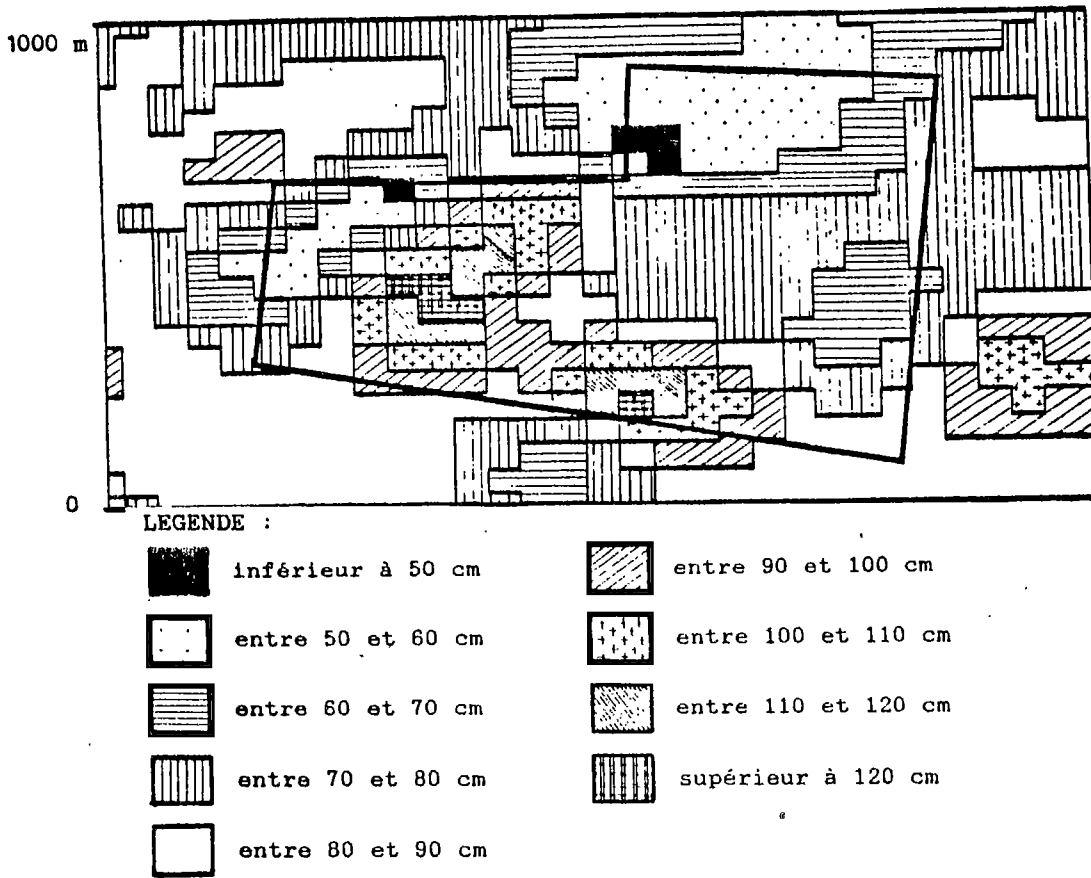 1000 m
0
LEGENDE :
inférieur à 50 cm
entre 50 et 60 cm
entre 60 et 70 cm
entre 70 et 80 cm
entre 80 et 90 cm
entre 90 et 100 cm
entre 100 et 110 cm
entre 110 et 120 cm
supérieur à 120 cm